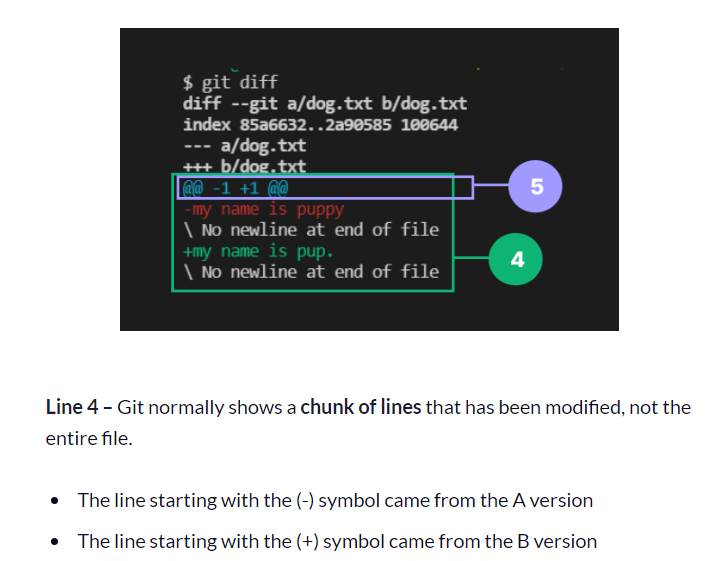 $ git diff
diff --git a/dog.txt b/dog.txt
index 85a6632..2a90585 100644
--- a/dog.txt
+++ b/dog.txt
@@ -1 +1 @@
5
-my name is puppy
\ No newline at end of file
+my name is pup.
4
\ No newline at end of file
Line 4 – Git normally shows a chunk of lines that has been modified, not the
entire file.
• The line starting with the (-) symbol came from the A version
• The line starting with the (+) symbol came from the B version